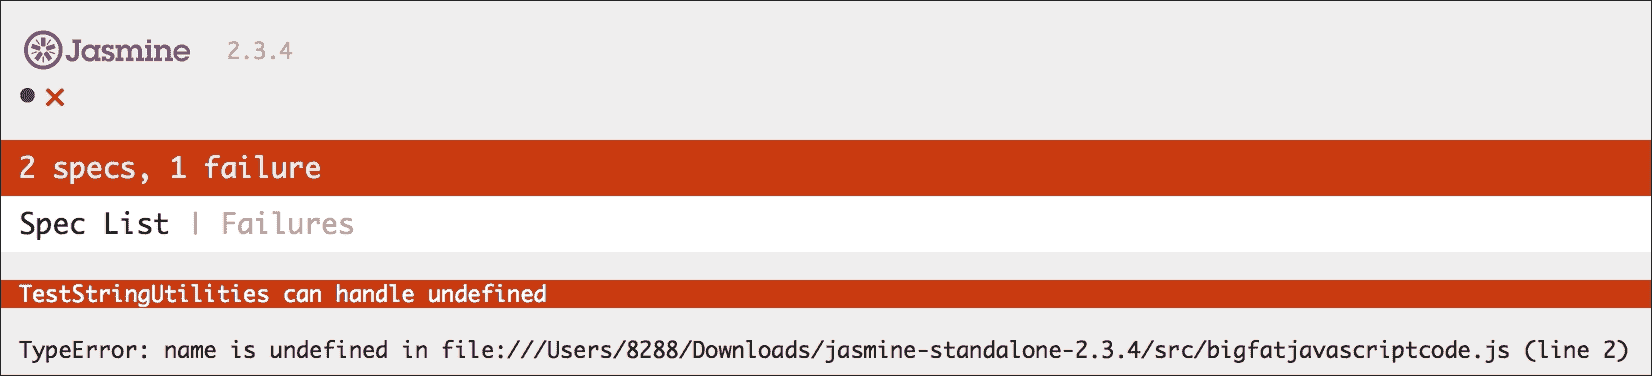 Jasmine 2.3.4
2 specs, 1 failure
Spec List | Failures
TestStringUtilities can handle undefined
TypeError: name is undefined in file:///Users/8288/Downloads/jasmine-standalone-2.3.4/src/bigfatjavascriptcode.js (line 2)